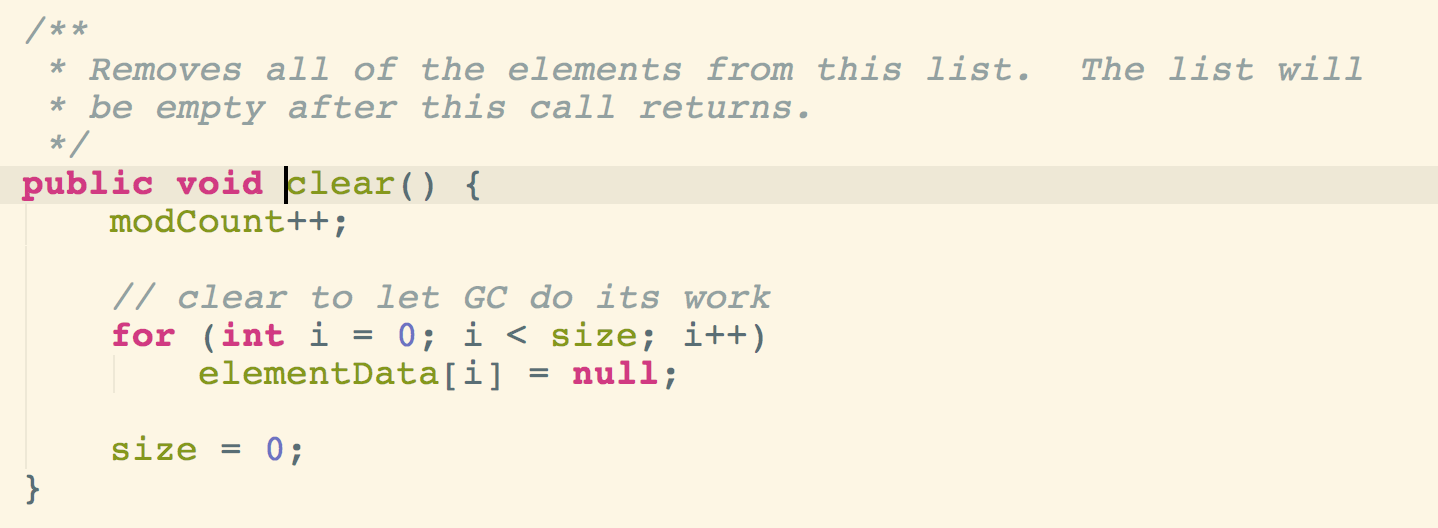 /**
 * Removes all of the elements from this list.  The list will
 * be empty after this call returns.
 */
public void clear() {
    modCount++;

    // clear to let GC do its work
    for (int i = 0; i < size; i++)
        elementData[i] = null;

    size = 0;
}